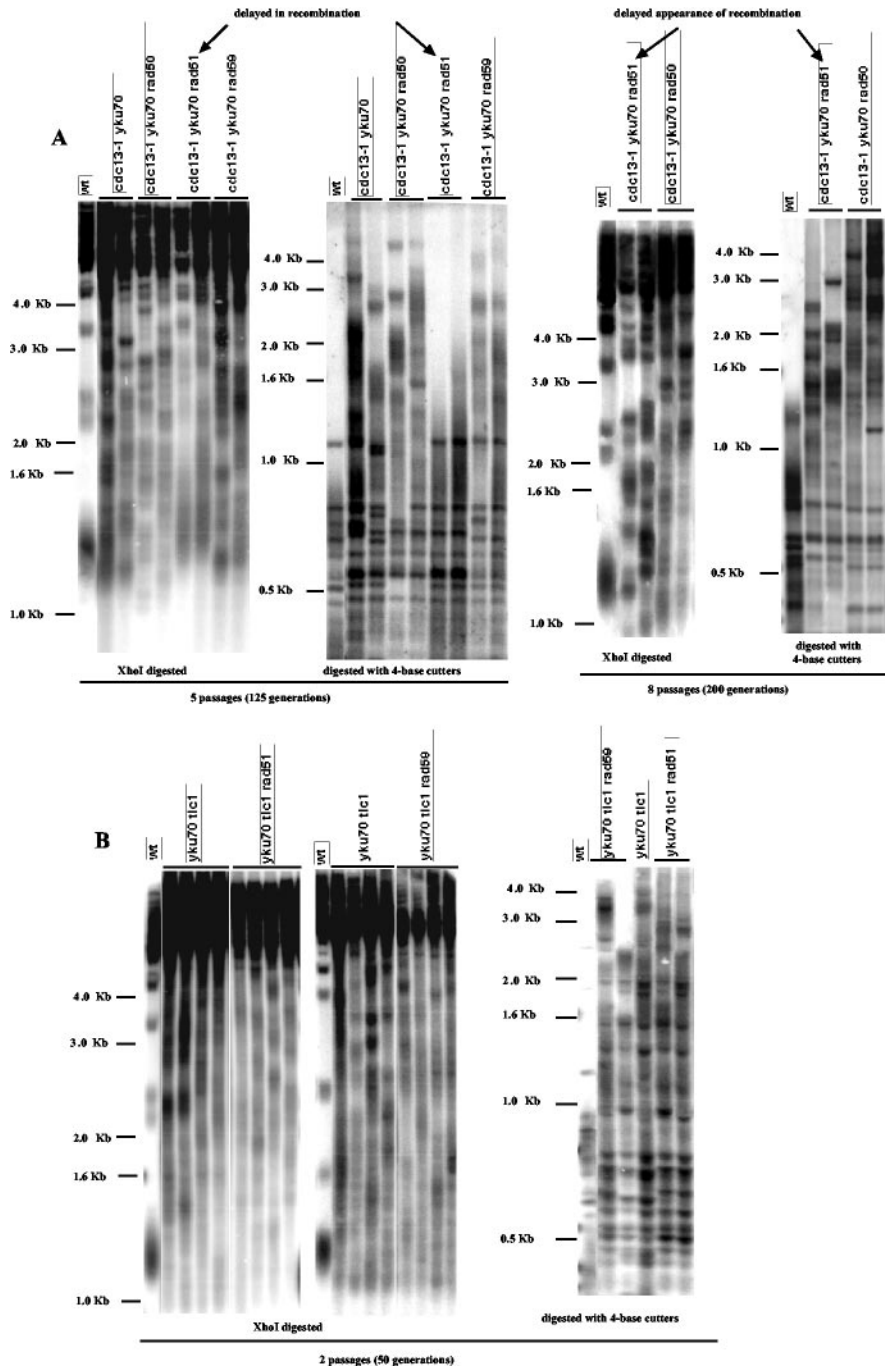 delayed in recombination
delayed appearance of recombination
A
wt
cdc13-1 yku70
cdc13-1 yku70 rad50
cdc13-1 yku70 rad51
cdc13-1 yku70 rad59
4.0 Kb
3.0 Kb
2.0 Kb
1.6 Kb
1.0 Kb
XhoI digested
wt
cdc13-1 yku70
cdc13-1 yku70 rad50
cdc13-1 yku70 rad51
cdc13-1 yku70 rad59
4.0 Kb
3.0 Kb
2.0 Kb
1.6 Kb
1.0 Kb
0.5 Kb
digested with 4-base cutters
5 passages (125 generations)
wt
cdc13-1 yku70 rad51
cdc13-1 yku70 rad50
4.0 Kb
3.0 Kb
2.0 Kb
1.6 Kb
1.0 Kb
XhoI digested
wt
cdc13-1 yku70 rad51
cdc13-1 yku70 rad50
4.0 Kb
3.0 Kb
2.0 Kb
1.6 Kb
1.0 Kb
0.5 Kb
digested with
4-base cutters
8 passages (200 generations)
B
wt
yku70 tlc1
yku70 tlc1 rad51
wt
yku70 tlc1
yku70 tlc1 rad59
4.0 Kb
3.0 Kb
2.0 Kb
1.6 Kb
1.0 Kb
XhoI digested
wt
yku70 tlc1 rad59
yku70 tlc1
yku70 tlc1 rad51
4.0 Kb
3.0 Kb
2.0 Kb
1.6 Kb
1.0 Kb
0.5 Kb
digested with 4-base cutters
2 passages (50 generations)